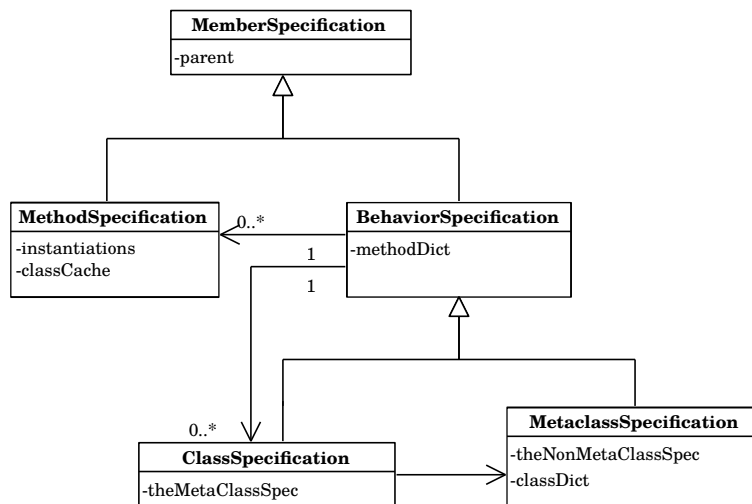 MemberSpecification
-parent
MethodSpecification
-instantiations
-classCache
0..*
BehaviorSpecification
-methodDict
1
1
0..*
ClassSpecification
-theMetaClassSpec
MetaclassSpecification
-theNonMetaClassSpec
-classDict